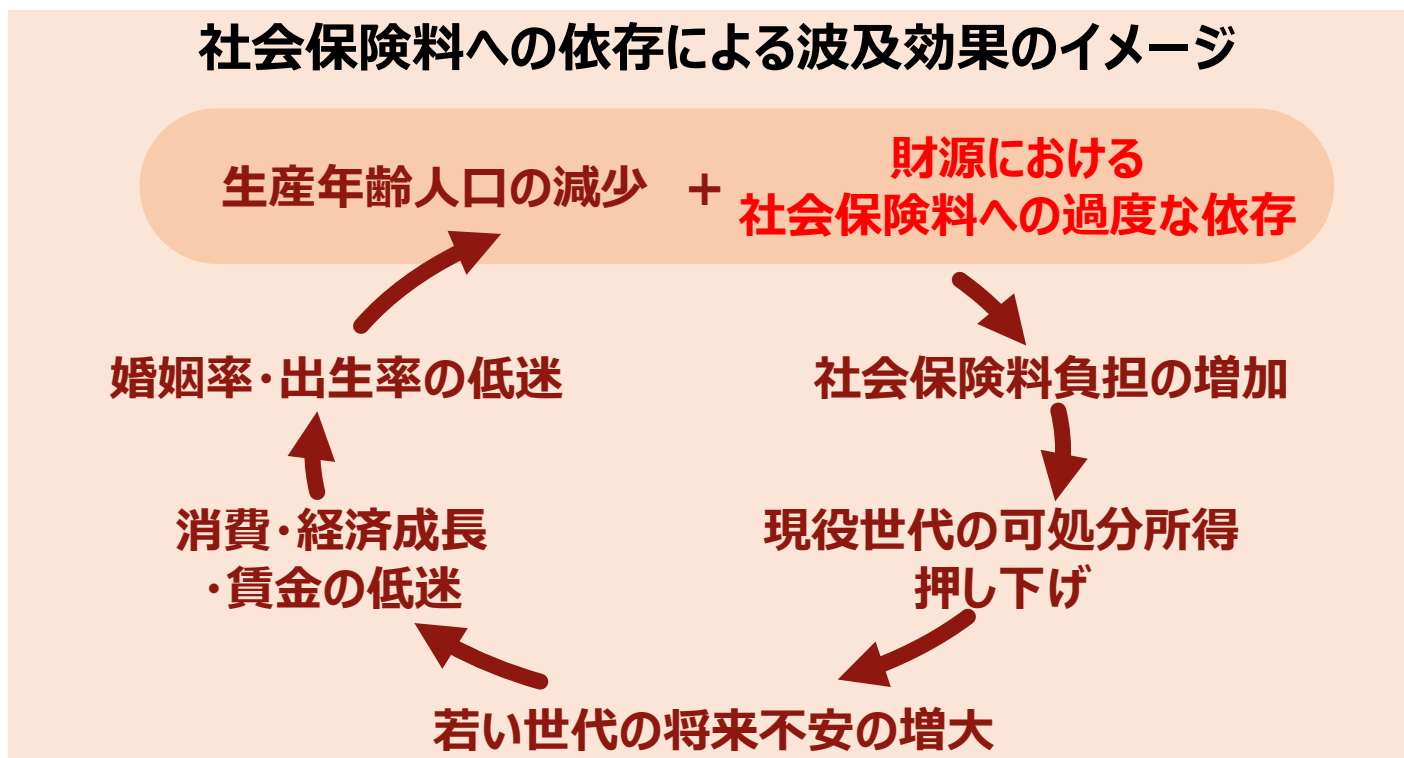 社会保険料への依存による波及効果のイメージ
生産年齢人口の減少
+
財源における
社会保険料への過度な依存
社会保険料負担の増加
現役世代の可処分所得
押し下げ
若い世代の将来不安の増大
消費・経済成長
・賃金の低迷
婚姻率・出生率の低迷